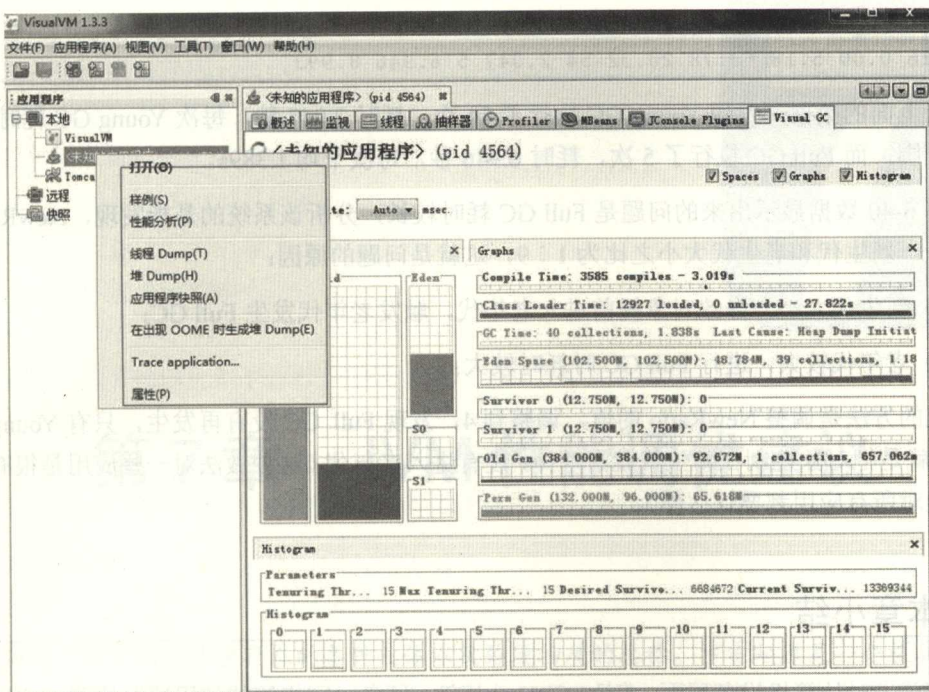 VisualVM 1.3.3
文件(F) 应用程序(A) 视图(V) 工具(T) 窗口(W) 帮助(H)
应用程序
本地
VisualVM
Tomca
远程
快照
打开(O)
样例(S)
性能分析(P)
线程 Dump(T)
堆 Dump(H)
应用程序快照(A)
在出现 OOME 时生成堆 Dump(E)
Trace application...
属性(P)
〈未知的应用程序〉 (pid 4564)
概述 监视 线程 抽样器 Profiler MBeans JConsole Plugins Visual GC
〈未知的应用程序〉 (pid 4564)
Spaces Graphs Histogram
Auto
Eden
S0
S1
Graphs
Compile Time: 3585 compiles - 3.019s
Class Loader Time: 12927 loaded, 0 unloaded - 27.822s
GC Time: 40 collections, 1.838s Last Cause: Heap Dump Initiat
Eden Space (102.500M, 102.500M): 48.784M, 39 collections, 1.18
Survivor 0 (12.750M, 12.750M): 0
Survivor 1 (12.750M, 12.750M): 0
Old Gen (384.000M, 384.000M): 92.672M, 1 collections, 657.062m
Perm Gen (132.000M, 96.000M): 65.618M
Histogram
Parameters
Tenuring Thr... 15 Max Tenuring Thr... 15 Desired Survivo... 6684672 Current Surviv... 13369344
Histogram
0 1 2 3 4 5 6 7 8 9 10 11 12 13 14 15